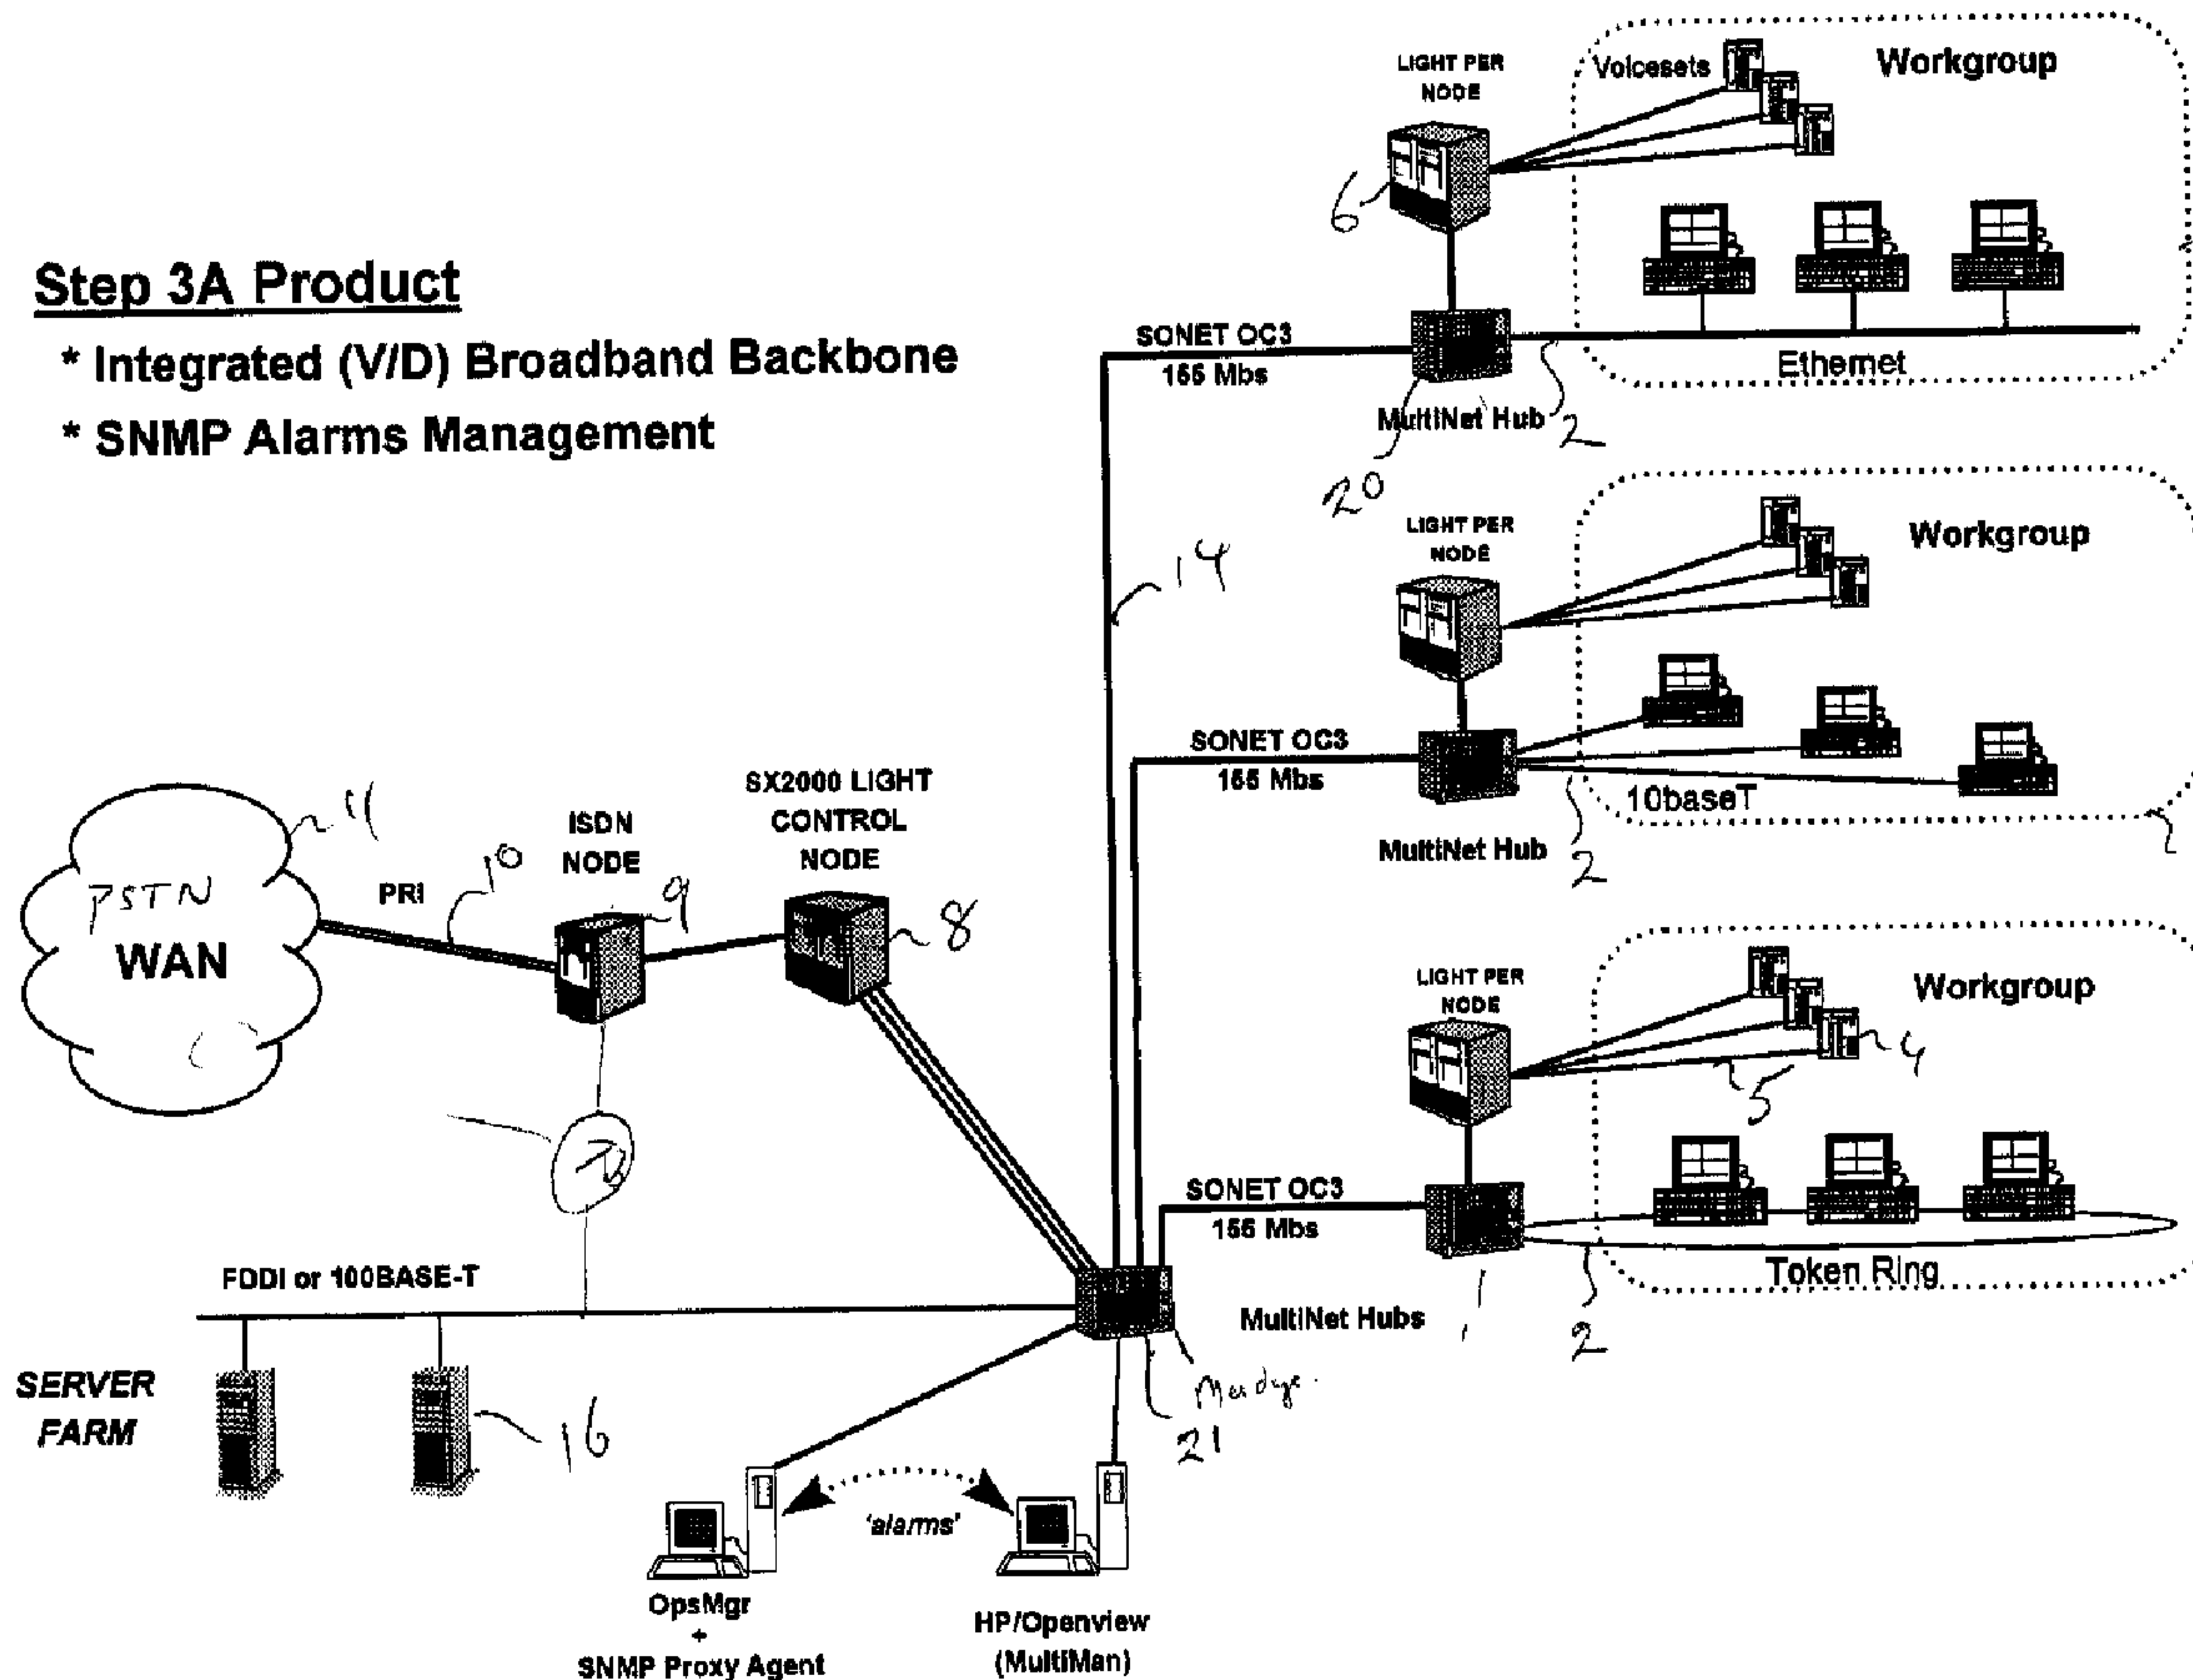 Step 3A Product
* Integrated (V/D) Broadband Backbone
* SNMP Alarms Management
LIGHT PER
NODE
Voicesets
Workgroup
6
SONET OC3
155 Mbs
Ethernet
MultiNet Hub
2
20
14
LIGHT PER
NODE
Workgroup
SONET OC3
155 Mbs
10baseT
MultiNet Hub
2
11
PSTN
WAN
PRI
10
ISDN
NODE
9
SX2000 LIGHT
CONTROL
NODE
8
LIGHT PER
NODE
Workgroup
4
5
SONET OC3
155 Mbs
Token Ring
MultiNet Hubs
1
2
FDDI or 100BASE-T
SERVER
FARM
16
21
'alarms'
OpsMgr
+
SNMP Proxy Agent
HP/Openview
(MultiMan)